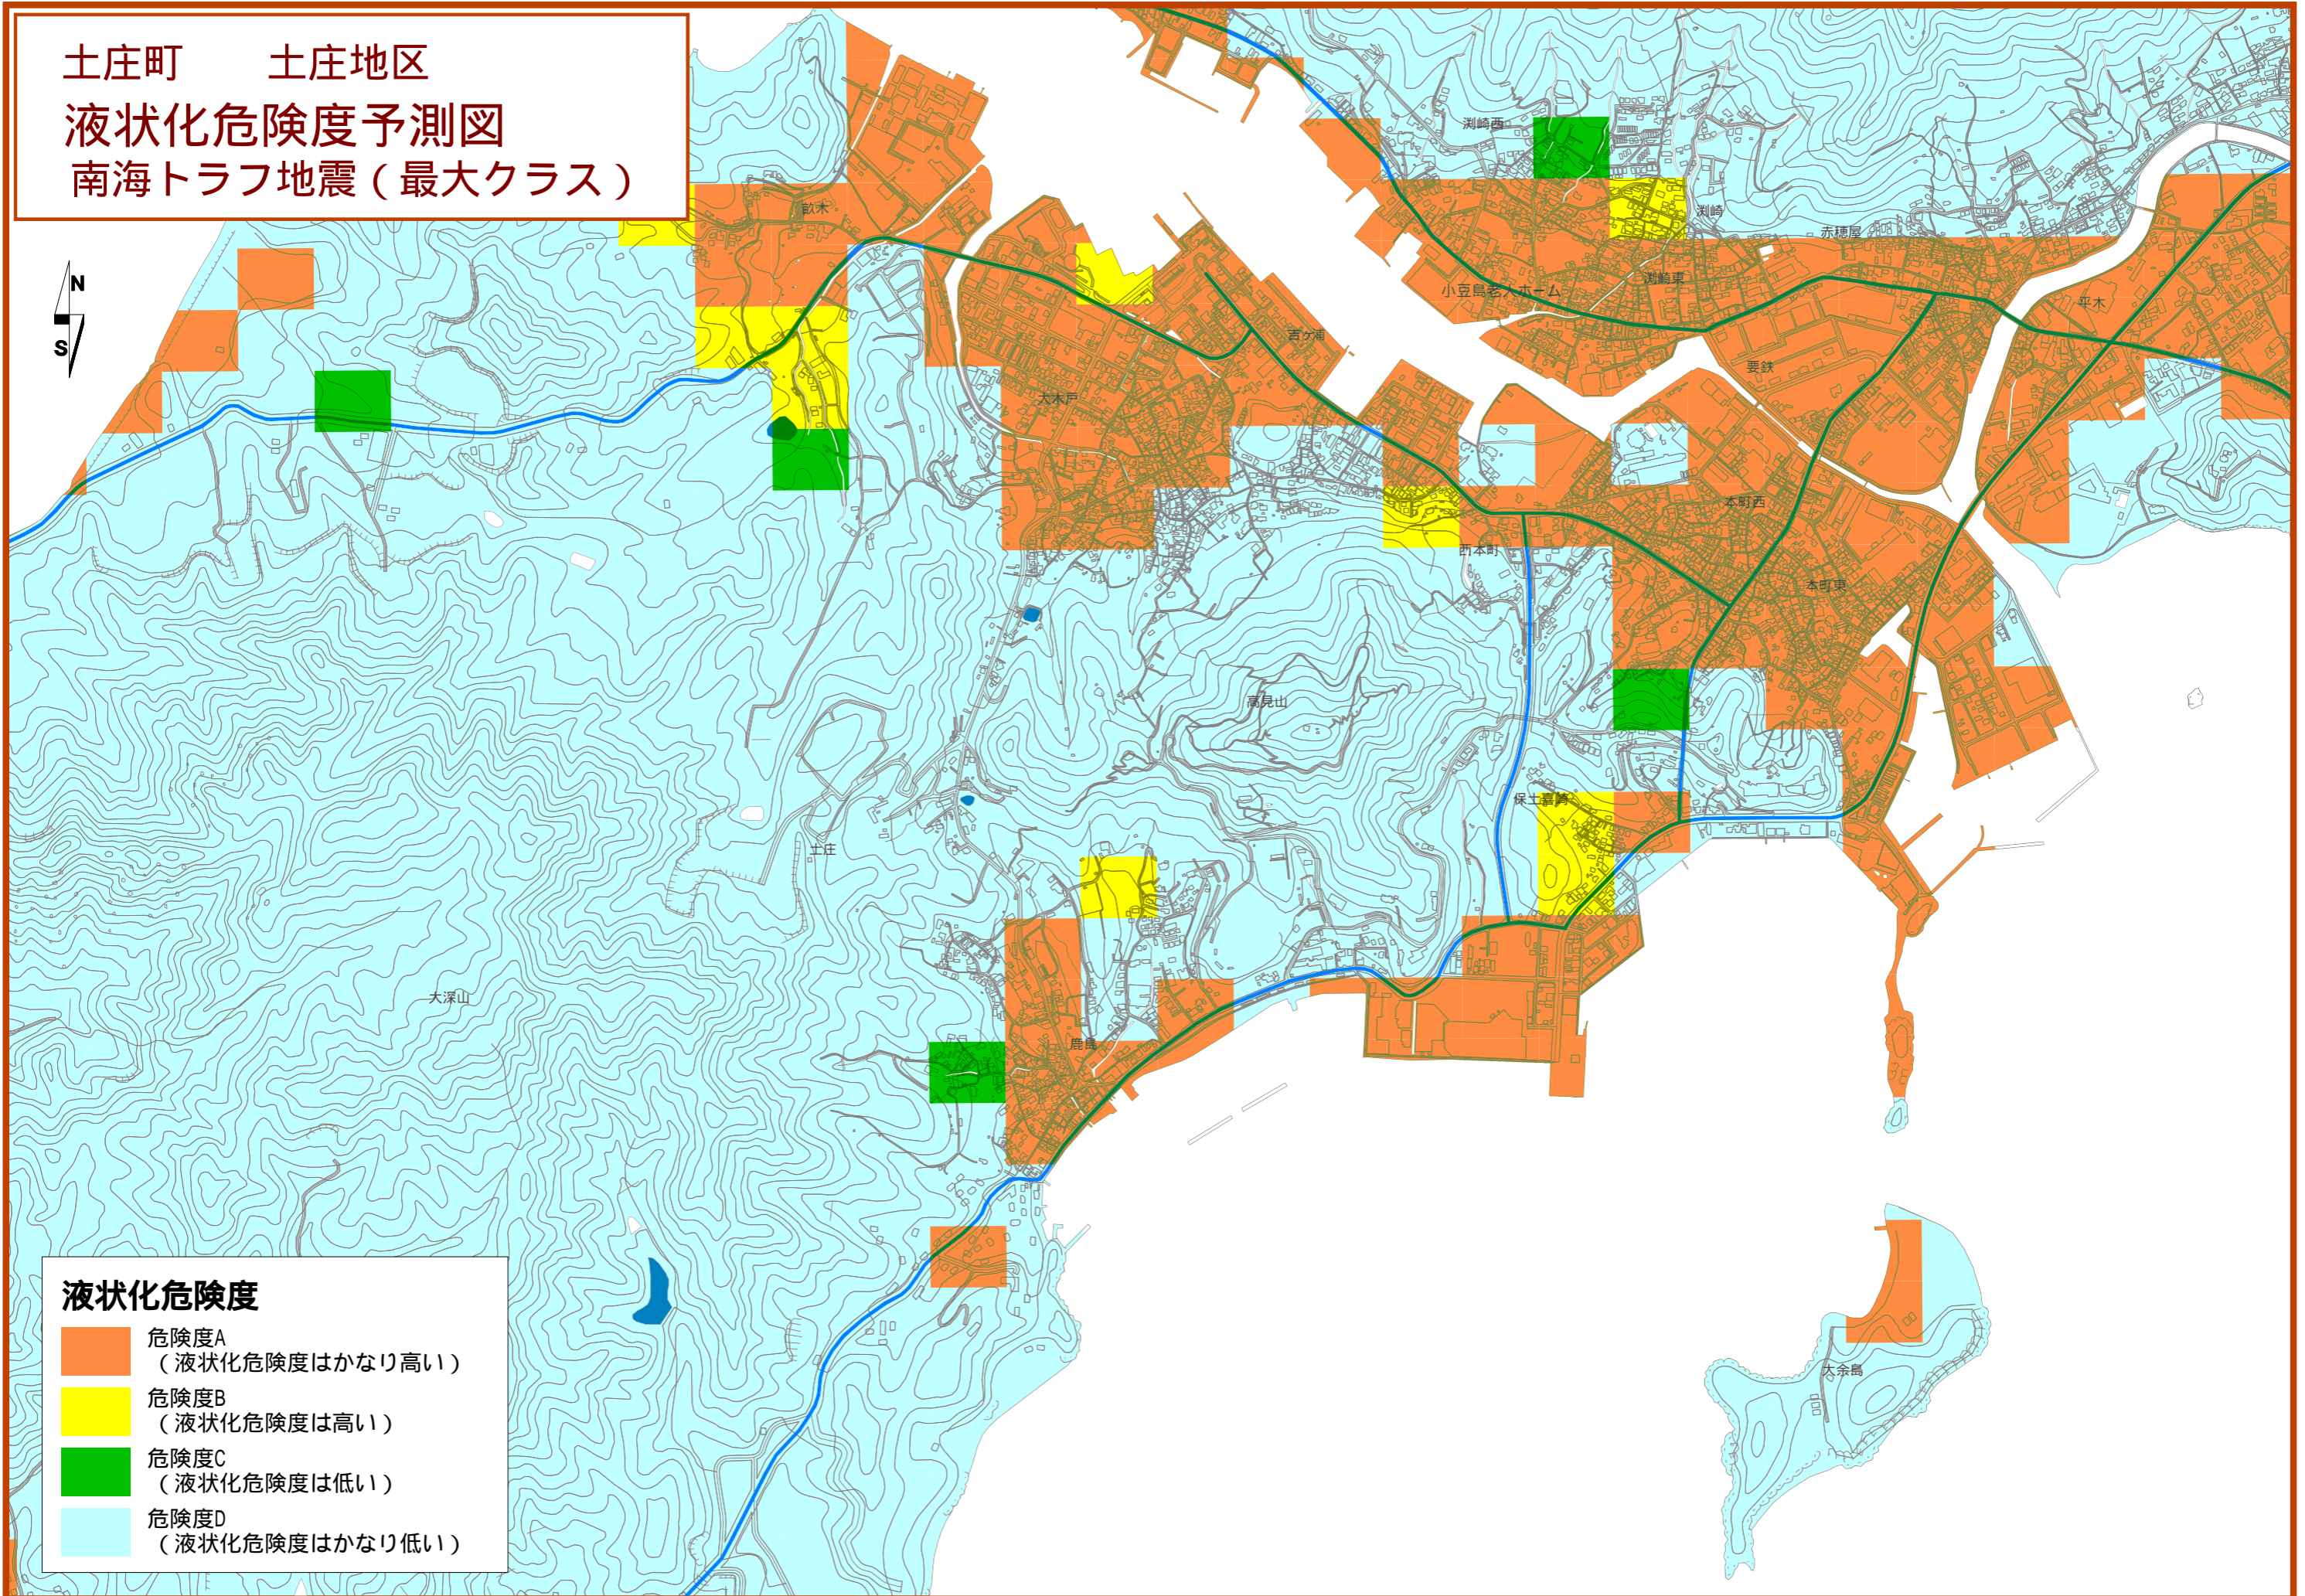 土庄町　　土庄地区
液状化危険度予測図
南海トラフ地震（最大クラス）
N
S
渕崎西
畝木
渕崎
赤穂屋
渕崎東
小豆島老人ホーム
平木
吉ヶ浦
要鉄
大木戸
本町西
西本町
本町東
高見山
保土嘉崎
土庄
大深山
鹿島
大余島
液状化危険度
危険度A
（液状化危険度はかなり高い）
危険度B
（液状化危険度は高い）
危険度C
（液状化危険度は低い）
危険度D
（液状化危険度はかなり低い）